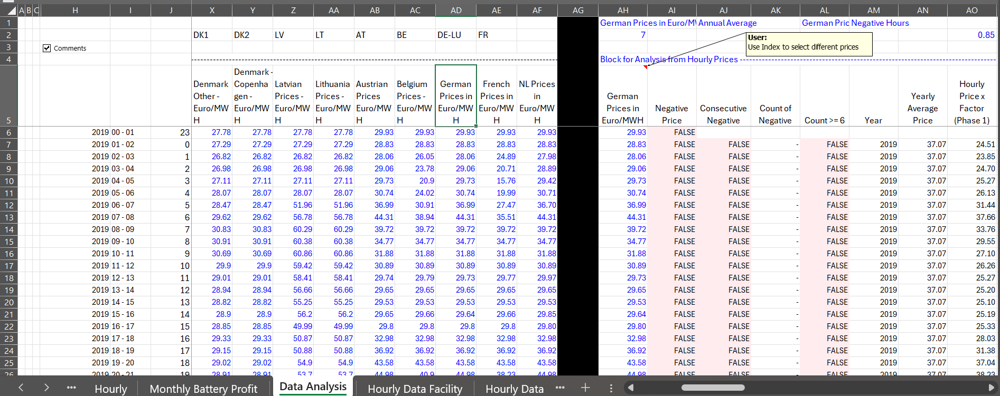 A B C H I J X Y Z AA AB AC AD AE AF AG AH AI AJ AK AL AM AN AO
1 German Prices in Euro/M Annual Average German Pric Negative Hours
2 DK1 DK2 LV LT AT BE DE-LU FR 7 0.85
User:
Use Index to select different prices
3 Comments
4 Block for Analysis from Hourly Prices
5 Denmark Other - Euro/MWH Denmark - Copenhagen - Euro/MWH Latvian Prices - Euro/MWH Lithuania Prices - Euro/MWH Austrian Prices Euro/MWH Belgium Prices - Euro/MWH German Prices in Euro/MWH French Prices in Euro/MWH NL Prices in Euro/MWH German Prices in Euro/MWH Negative Price Consecutive Negative Count of Negative Count >= 6 Year Yearly Average Price Hourly Price x Factor (Phase 1)
6 2019 00 - 01 23 27.78 27.78 27.78 27.78 29.93 29.93 29.93 29.93 29.93 29.93 FALSE
7 2019 01 - 02 0 27.29 27.29 27.29 27.29 28.83 28.83 28.83 28.83 28.83 28.83 FALSE FALSE - FALSE 2019 37.07 24.51
8 2019 02 - 03 1 26.82 26.82 26.82 26.82 28.06 26.05 28.06 24.89 27.98 28.06 FALSE FALSE - FALSE 2019 37.07 23.85
9 2019 03 - 04 2 26.98 26.98 26.98 26.98 29.06 23.78 29.06 20.71 28.89 29.06 FALSE FALSE - FALSE 2019 37.07 24.70
10 2019 04 - 05 3 27.11 27.11 27.11 27.11 29.73 20.9 29.73 15.76 29.42 29.73 FALSE FALSE - FALSE 2019 37.07 25.27
11 2019 05 - 06 4 28.07 28.07 28.07 28.07 30.74 24.02 30.74 19.99 30.71 30.74 FALSE FALSE - FALSE 2019 37.07 26.13
12 2019 06 - 07 5 28.47 28.47 51.96 51.96 36.99 30.91 36.99 27.47 36.70 36.99 FALSE FALSE - FALSE 2019 37.07 31.44
13 2019 07 - 08 6 29.62 29.62 56.78 56.78 44.31 38.94 44.31 35.51 44.31 44.31 FALSE FALSE - FALSE 2019 37.07 37.66
14 2019 08 - 09 7 30.83 30.83 60.29 60.29 39.72 39.72 39.72 39.72 39.72 39.72 FALSE FALSE - FALSE 2019 37.07 33.76
15 2019 09 - 10 8 30.91 30.91 60.38 60.38 34.77 34.77 34.77 34.77 34.77 34.77 FALSE FALSE - FALSE 2019 37.07 29.55
16 2019 10 - 11 9 30.69 30.69 60.86 60.86 31.88 31.88 31.88 31.88 31.88 31.88 FALSE FALSE - FALSE 2019 37.07 27.10
17 2019 11 - 12 10 29.9 29.9 59.42 59.42 30.89 30.89 30.89 30.89 30.89 30.89 FALSE FALSE - FALSE 2019 37.07 26.26
18 2019 12 - 13 11 29.01 29.01 58.41 58.41 29.74 29.79 29.73 29.77 29.97 29.73 FALSE FALSE - FALSE 2019 37.07 25.27
19 2019 13 - 14 12 28.94 28.94 56.66 56.66 29.65 29.65 29.65 29.65 29.65 29.65 FALSE FALSE - FALSE 2019 37.07 25.20
20 2019 14 - 15 13 28.82 28.82 55.25 55.25 29.53 29.53 29.53 29.53 29.53 29.53 FALSE FALSE - FALSE 2019 37.07 25.10
21 2019 15 - 16 14 28.9 28.9 56.2 56.2 29.65 29.66 29.64 29.66 29.85 29.64 FALSE FALSE - FALSE 2019 37.07 25.19
22 2019 16 - 17 15 28.85 28.85 49.99 49.99 29.8 29.8 29.8 29.8 29.80 29.80 FALSE FALSE - FALSE 2019 37.07 25.33
23 2019 17 - 18 16 29.33 29.33 50.87 50.87 32.98 32.98 32.98 32.98 32.98 32.98 FALSE FALSE - FALSE 2019 37.07 28.03
24 2019 18 - 19 17 29.15 29.15 50.88 50.88 36.92 36.92 36.92 36.92 36.92 36.92 FALSE FALSE - FALSE 2019 37.07 31.38
25 2019 19 - 20 18 29.02 29.02 54.9 54.9 43.58 43.58 43.58 43.58 43.58 43.58 FALSE FALSE - FALSE 2019 37.07 37.04
26 2019 20 - 21 19 28.91 28.91 53.7 53.7 44.98 40.9 44.98 38.23 44.98 44.98 FALSE FALSE - FALSE 2019 37.07 38.23
Hourly Monthly Battery Profit Data Analysis Hourly Data Facility Hourly Data